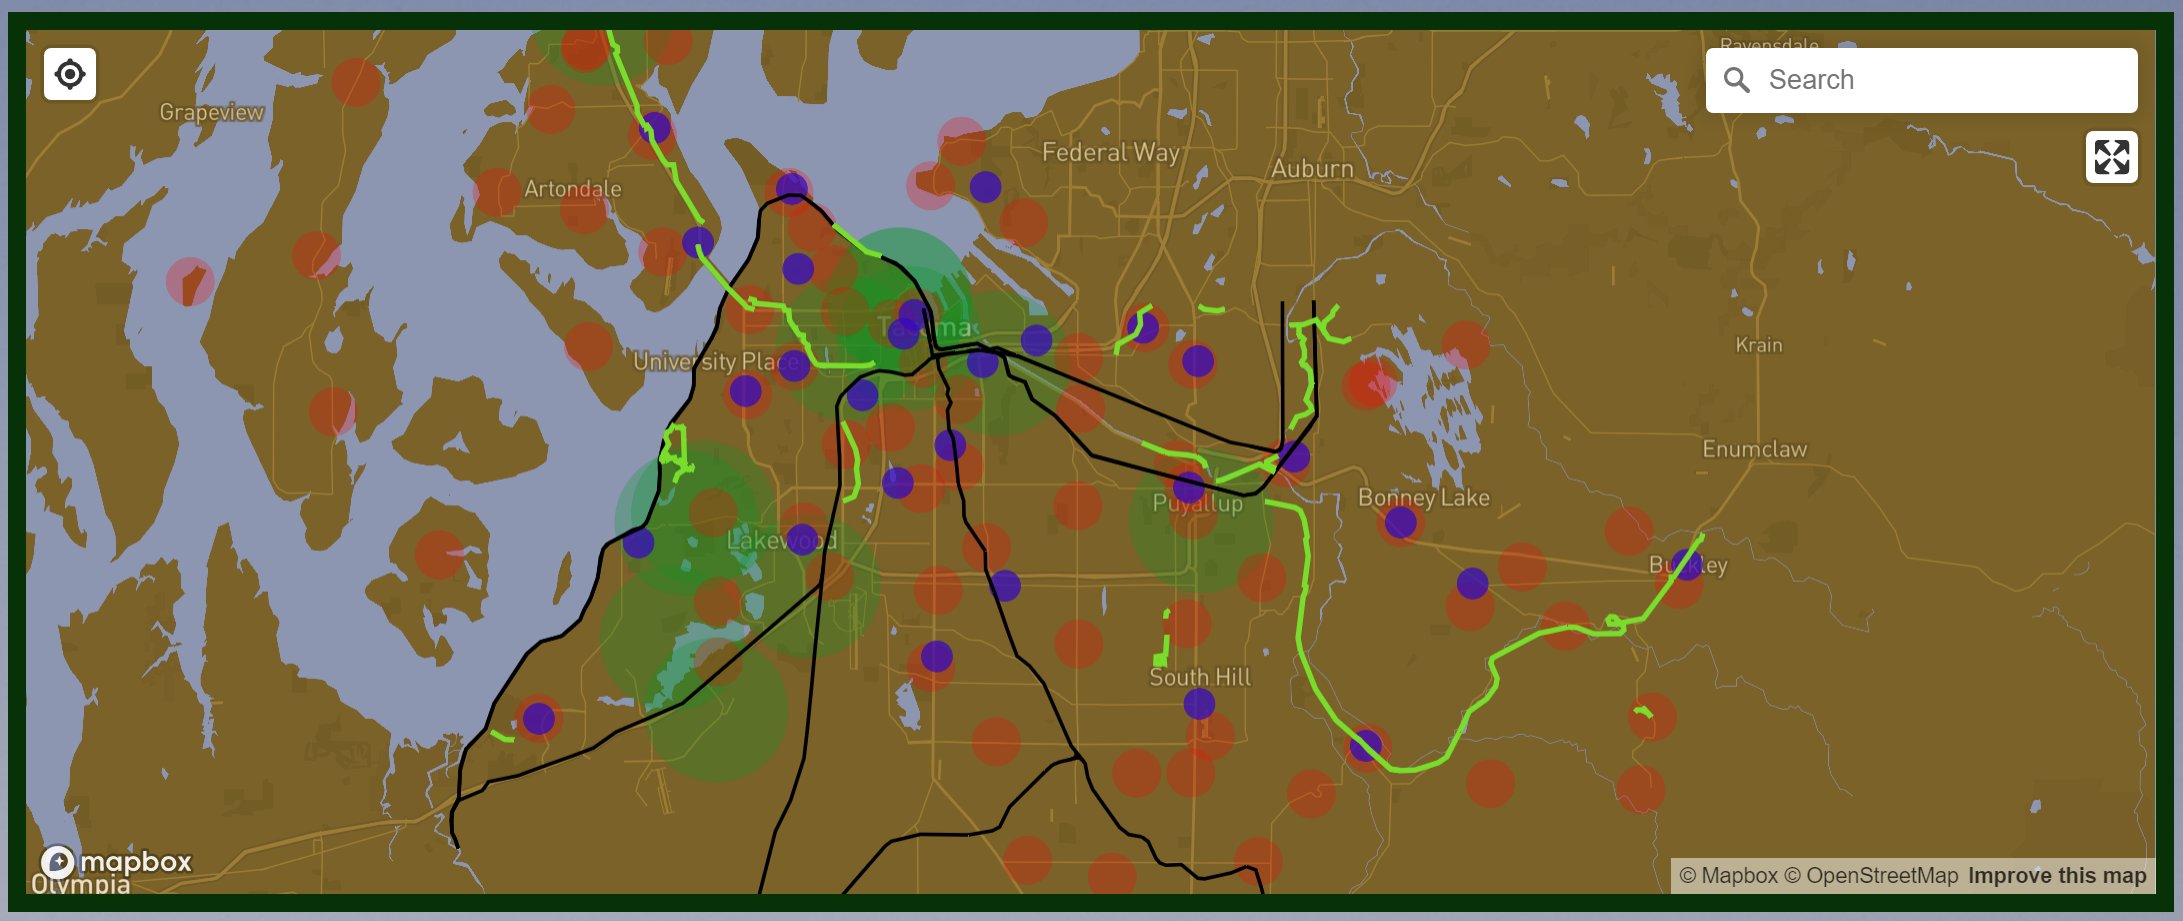 Ravensdale
Search
Grapeview
Federal Way
Auburn
Artondale
Tacoma
Krain
University Place
Enumclaw
Bonney Lake
Puyallup
Lakewood
Buckley
South Hill
mapbox
Olympia
© Mapbox © OpenStreetMap Improve this map